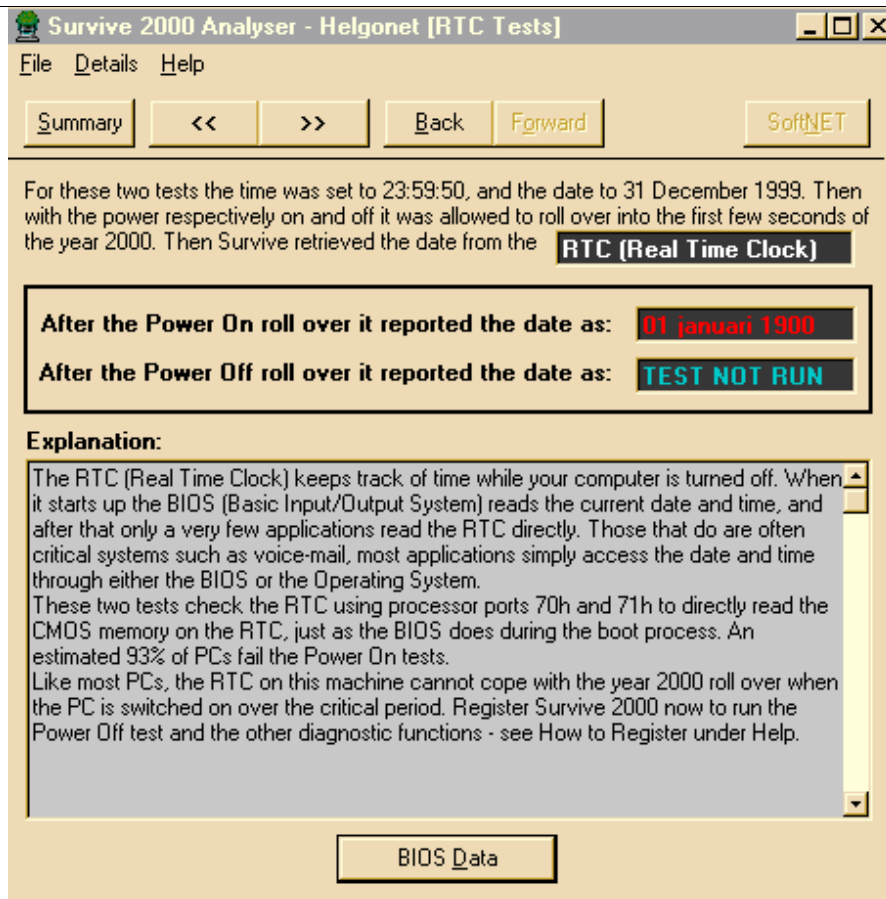 Survive 2000 Analyser - Helgonet [RTC Tests]
File Details Help
Summary << >> Back Forward SoftNET
For these two tests the time was set to 23:59:50, and the date to 31 December 1999. Then
with the power respectively on and off it was allowed to roll over into the first few seconds of
the year 2000. Then Survive retrieved the date from the RTC (Real Time Clock)
After the Power On roll over it reported the date as: 01 januari 1900
After the Power Off roll over it reported the date as: TEST NOT RUN
Explanation:
The RTC (Real Time Clock) keeps track of time while your computer is turned off. When
it starts up the BIOS (Basic Input/Output System) reads the current date and time, and
after that only a very few applications read the RTC directly. Those that do are often
critical systems such as voice-mail, most applications simply access the date and time
through either the BIOS or the Operating System.
These two tests check the RTC using processor ports 70h and 71h to directly read the
CMOS memory on the RTC, just as the BIOS does during the boot process. An
estimated 93% of PCs fail the Power On tests.
Like most PCs, the RTC on this machine cannot cope with the year 2000 roll over when
the PC is switched on over the critical period. Register Survive 2000 now to run the
Power Off test and the other diagnostic functions - see How to Register under Help.
BIOS Data